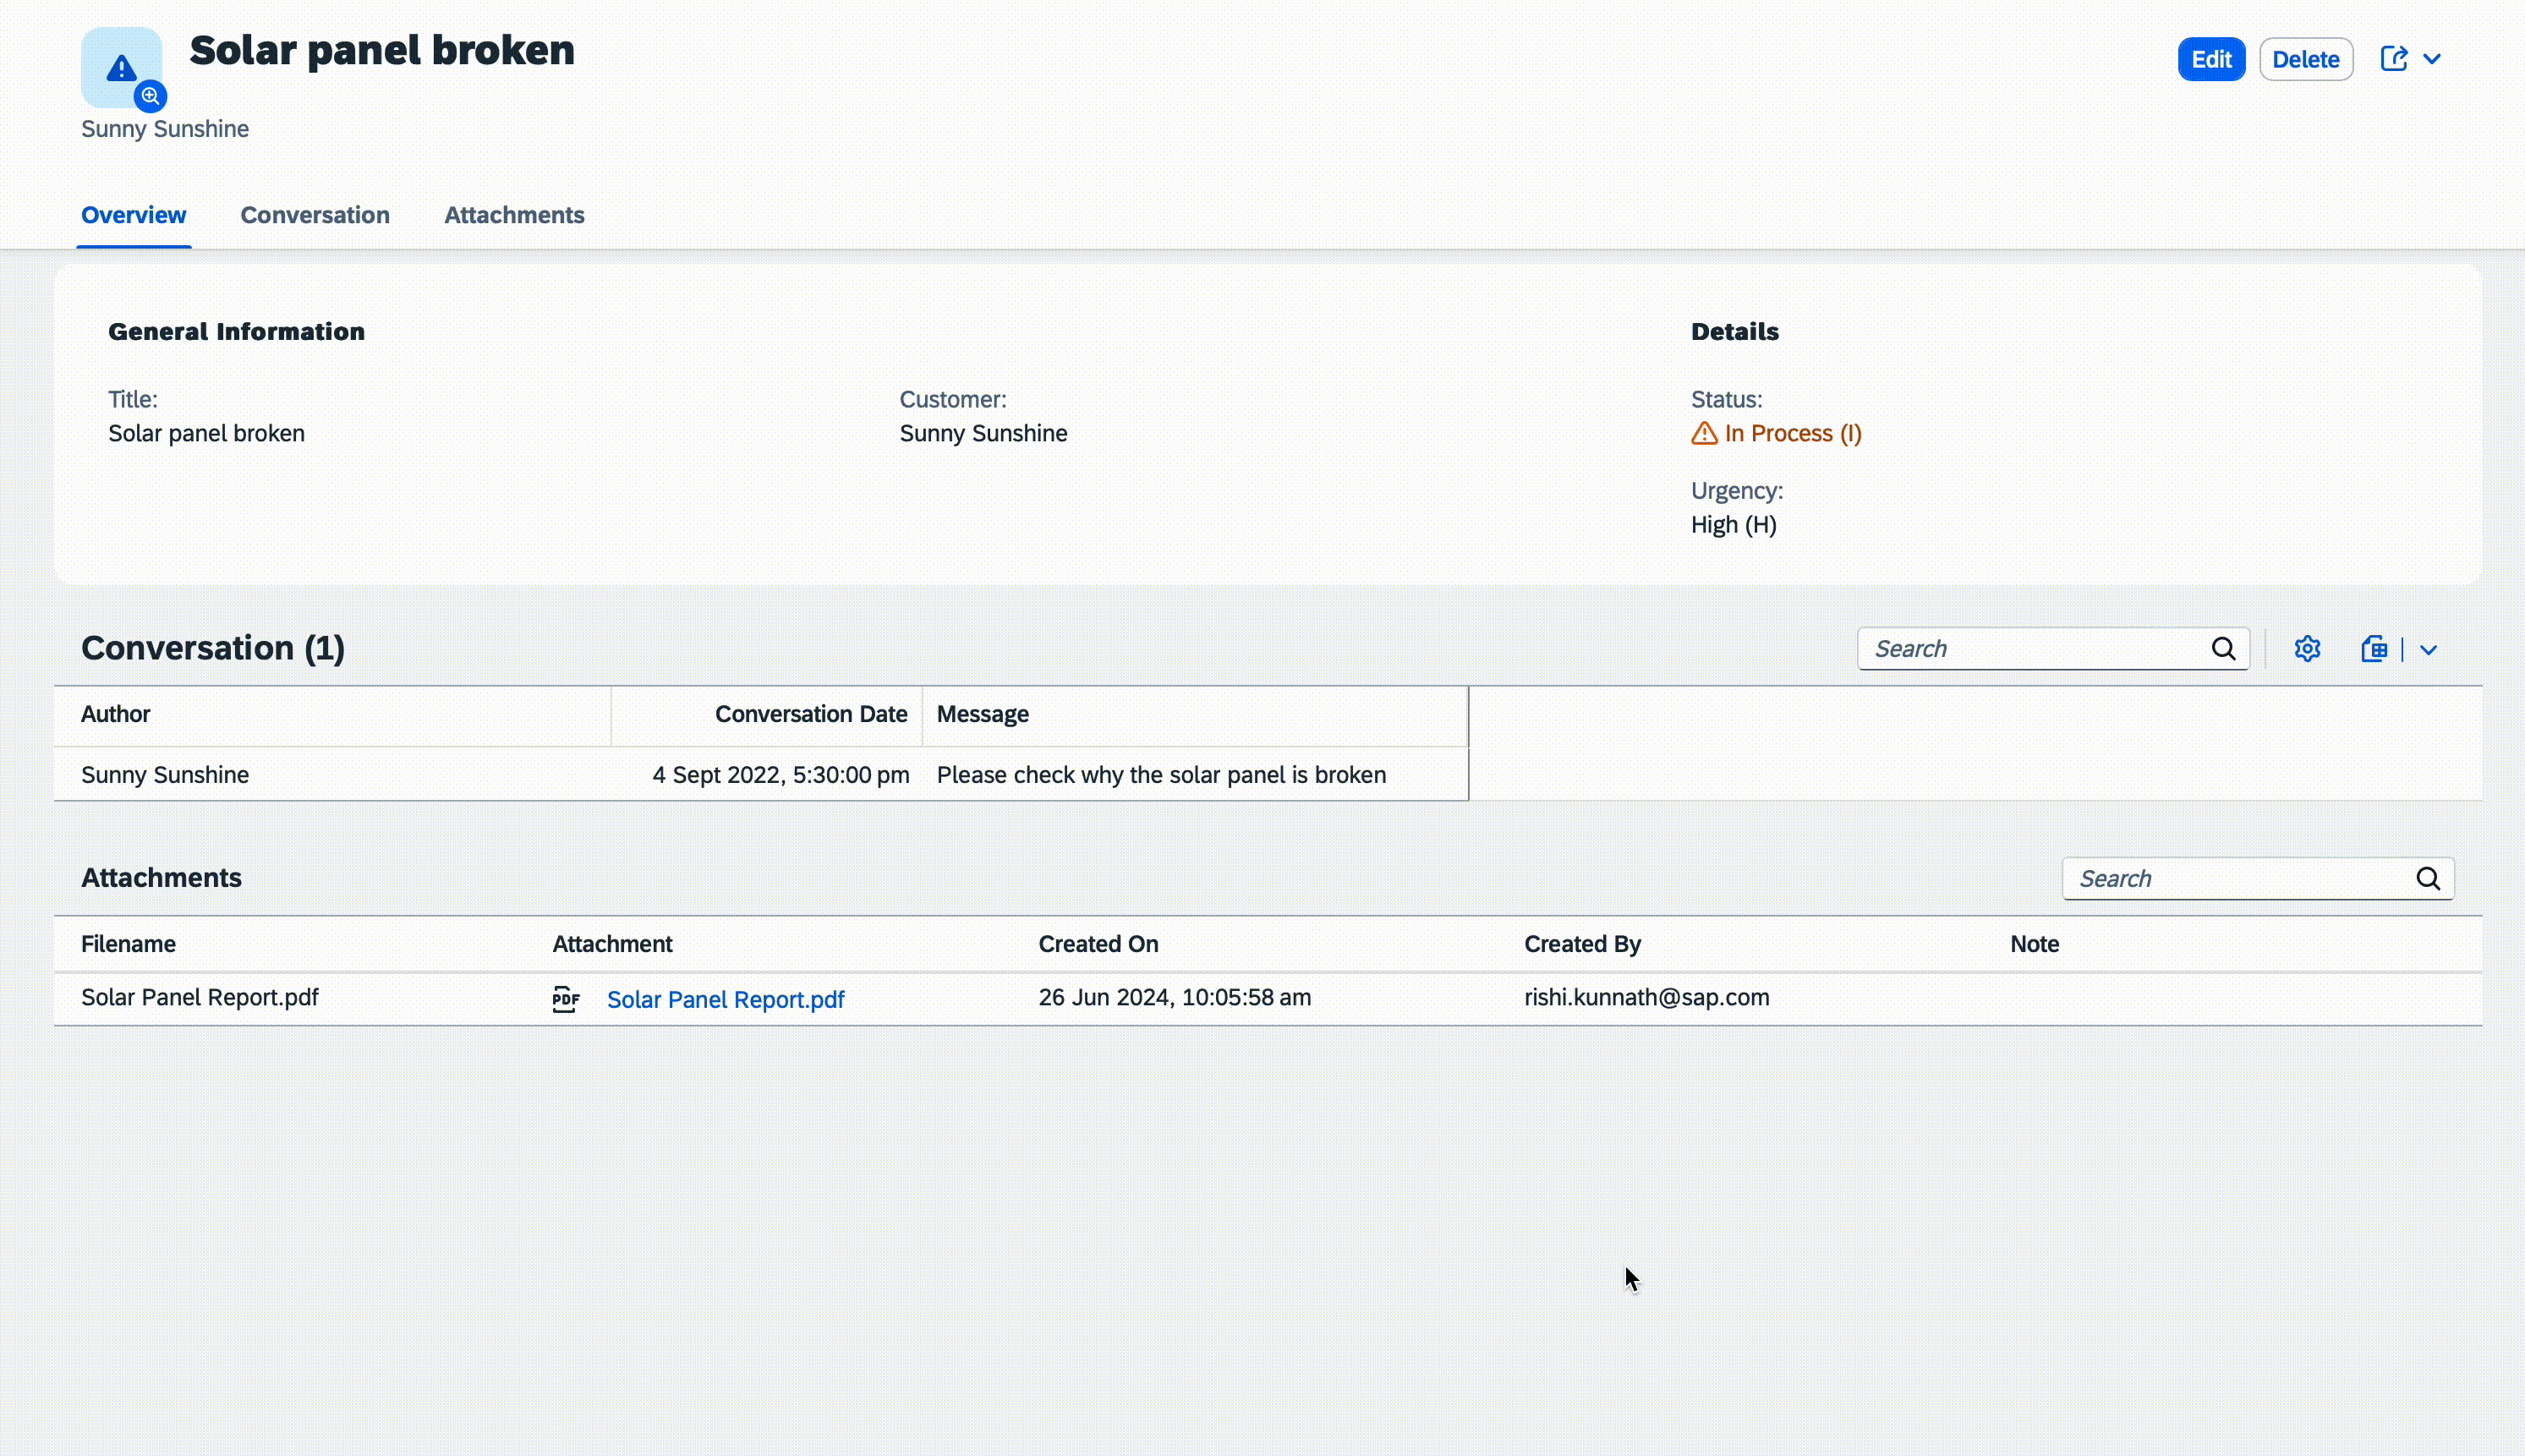 Solar panel broken
Edit
Delete
Sunny Sunshine
Overview
Conversation
Attachments
General Information
Details
Title:
Customer:
Status:
Solar panel broken
Sunny Sunshine
In Process (I)
Urgency:
High (H)
Conversation (1)
Search
Author
Conversation Date
Message
Sunny Sunshine
4 Sept 2022, 5:30:00 pm
Please check why the solar panel is broken
Attachments
Search
Filename
Attachment
Created On
Created By
Note
Solar Panel Report.pdf
PDF
Solar Panel Report.pdf
26 Jun 2024, 10:05:58 am
rishi.kunnath@sap.com